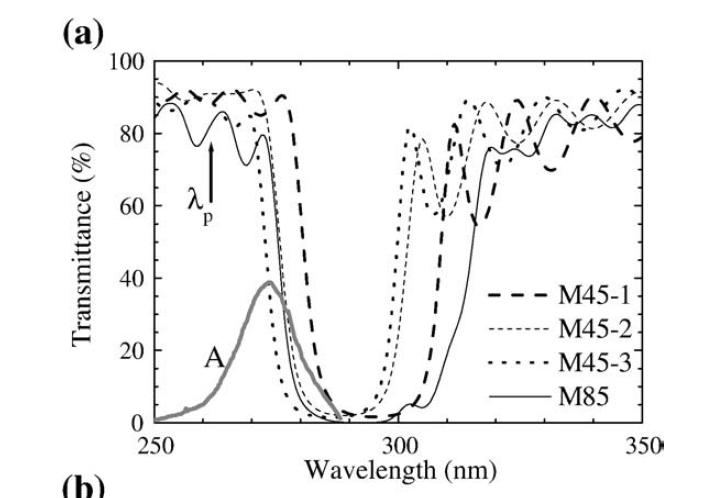 (a)
100
80
60
40
20
0
Transmittance (%)
λp
A
M45-1
M45-2
M45-3
M85
250 300 350
Wavelength (nm)
(b)